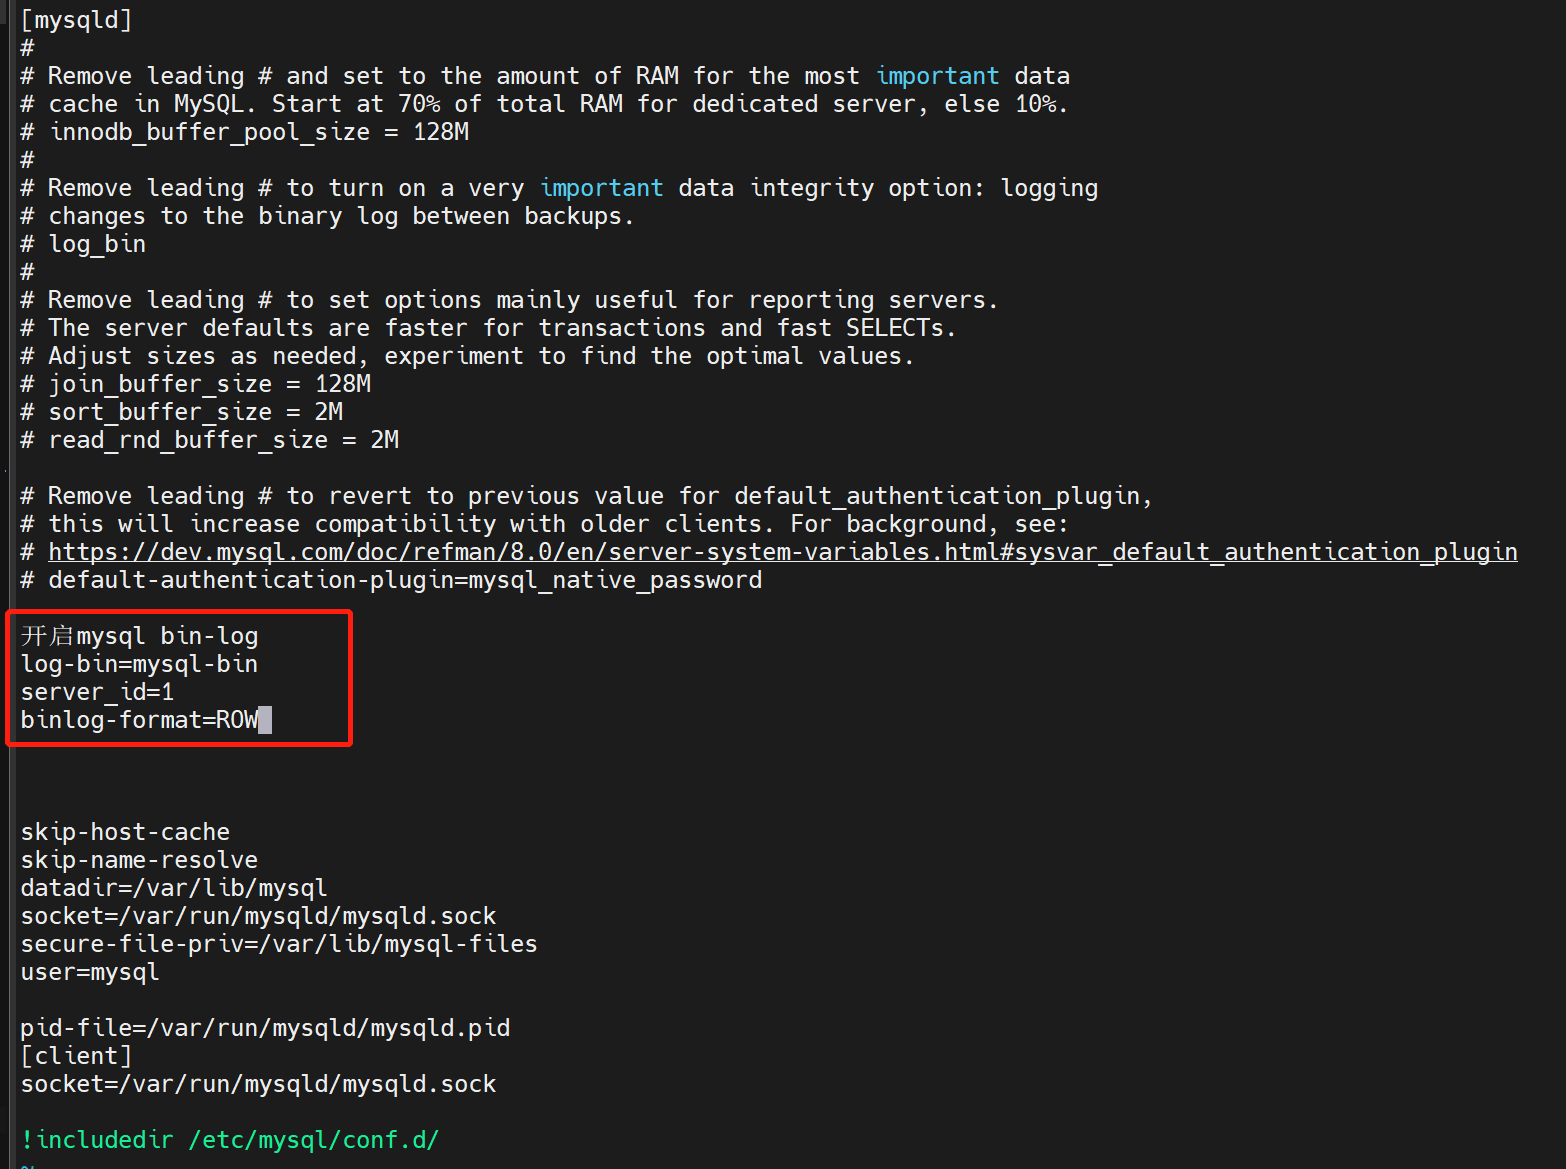 [mysqld]
#
# Remove leading # and set to the amount of RAM for the most important data
# cache in MySQL. Start at 70% of total RAM for dedicated server, else 10%.
# innodb_buffer_pool_size = 128M
#
# Remove leading # to turn on a very important data integrity option: logging
# changes to the binary log between backups.
# log_bin
#
# Remove leading # to set options mainly useful for reporting servers.
# The server defaults are faster for transactions and fast SELECTs.
# Adjust sizes as needed, experiment to find the optimal values.
# join_buffer_size = 128M
# sort_buffer_size = 2M
# read_rnd_buffer_size = 2M
# Remove leading # to revert to previous value for default_authentication_plugin,
# this will increase compatibility with older clients. For background, see:
# https://dev.mysql.com/doc/refman/8.0/en/server-system-variables.html#sysvar_default_authentication_plugin
# default-authentication-plugin=mysql_native_password
开启mysql bin-log
log-bin=mysql-bin
server_id=1
binlog-format=ROW
skip-host-cache
skip-name-resolve
datadir=/var/lib/mysql
socket=/var/run/mysqld/mysqld.sock
secure-file-priv=/var/lib/mysql-files
user=mysql
pid-file=/var/run/mysqld/mysqld.pid
[client]
socket=/var/run/mysqld/mysqld.sock
!includedir /etc/mysql/conf.d/